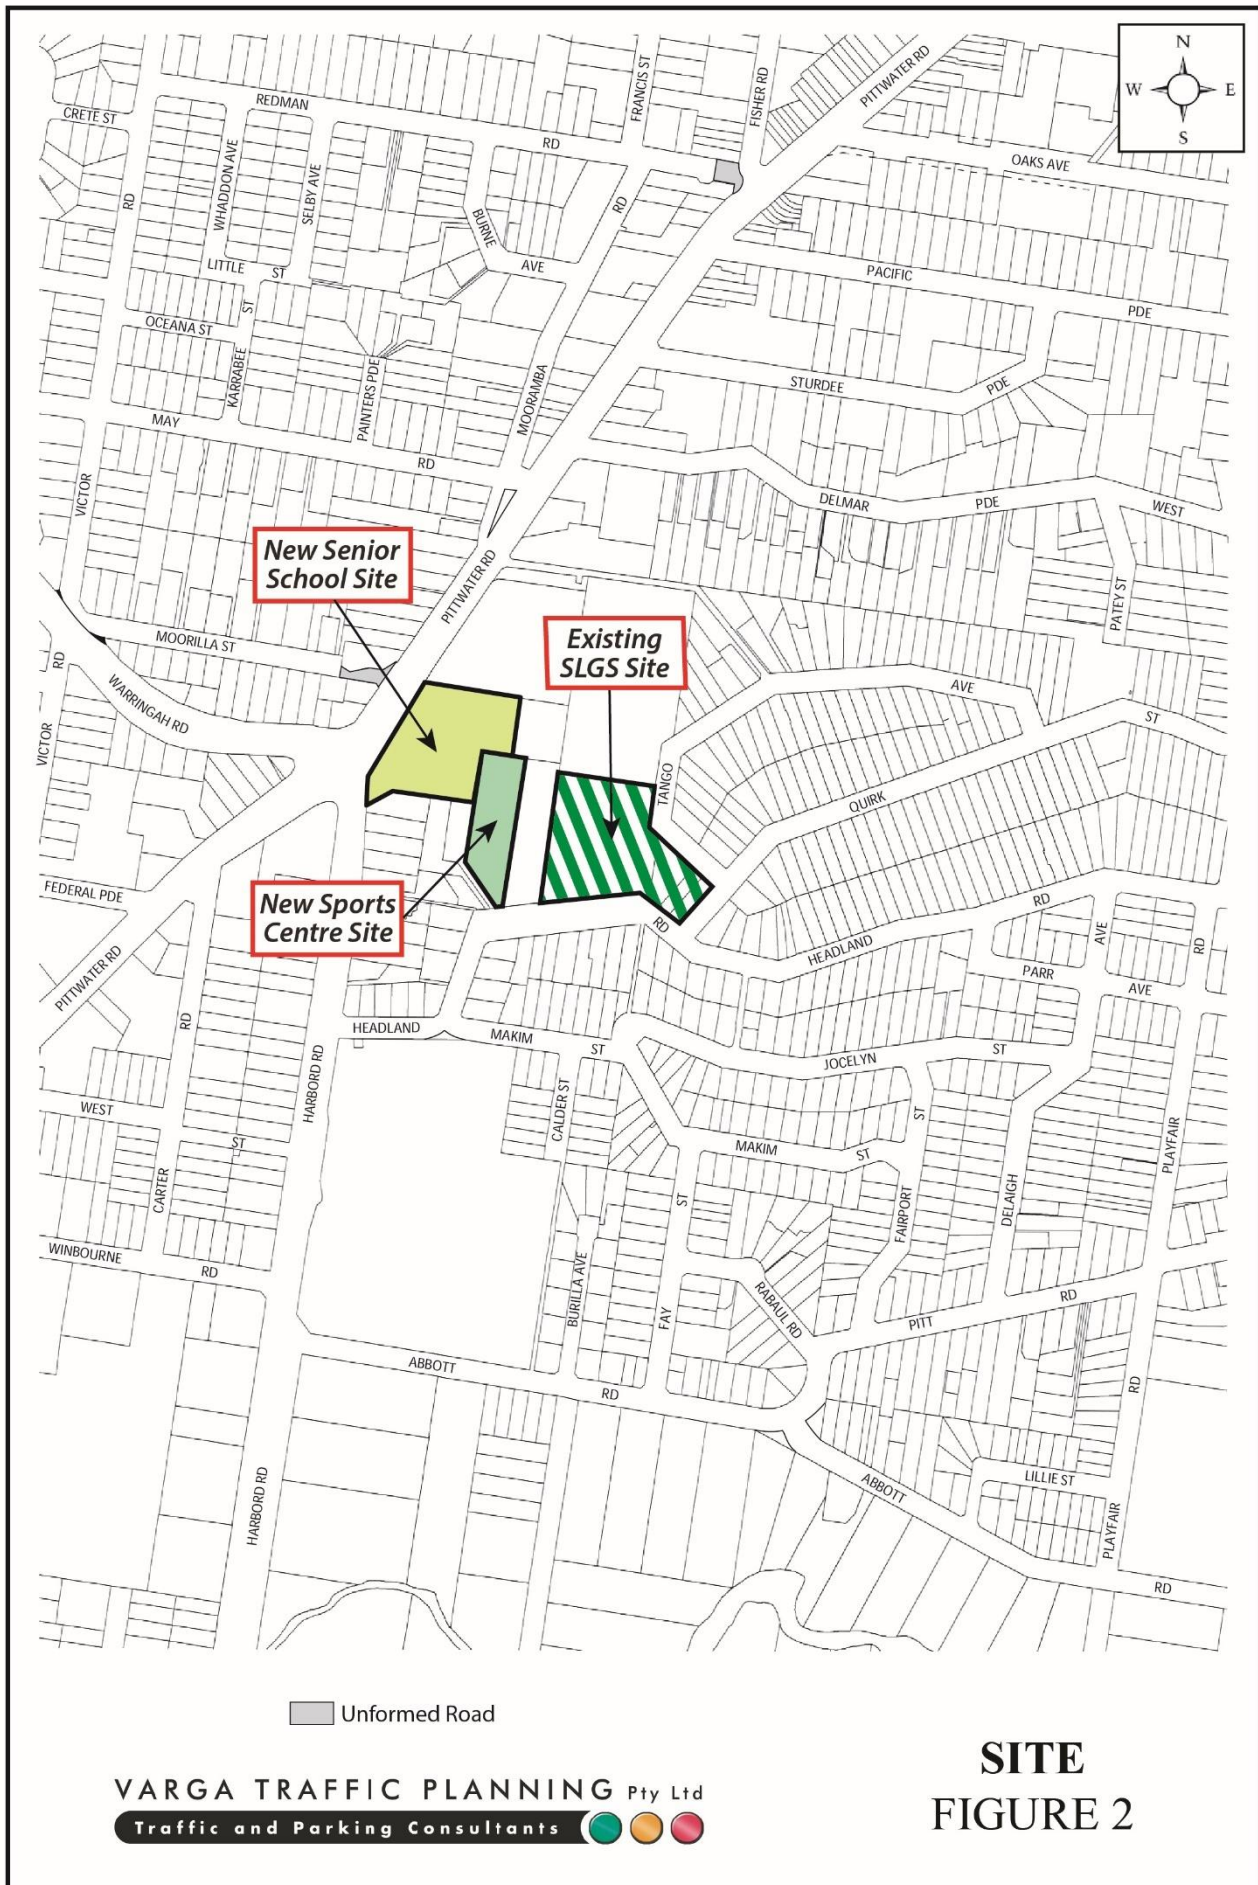 N
W
E
S
REDMAN
RD
CRETE ST
FRANCIS ST
FISHER RD
PITTWATER RD
OAKS AVE
RD
WHADDON AVE
SELBY AVE
BURNE
AVE
RD
LITTLE
ST
PACIFIC
PDE
OCEANA ST
ST
KARRABEE
PAINTERS PDE
MOORAMBA
STURDEE
PDE
MAY
RD
VICTOR
DELMAR
PDE
WEST
New Senior
School Site
PITTWATER RD
PATEY ST
MOORILLA ST
Existing
SLGS Site
RD
WARRINGAH RD
VICTOR
AVE
ST
TANGO
QUIRK
FEDERAL PDE
New Sports
Centre Site
RD
HEADLAND
RD
AVE
RD
PITTWATER RD
PARR
AVE
RD
HEADLAND
MAKIM
ST
JOCELYN
ST
HARBORD RD
CALDER ST
WEST
ST
ST
MAKIM
ST
PLAYFAIR
CARTER
ST
FAIRPORT
DELAIGH
WINBOURNE
RD
BURILLA AVE
FAY
RABAUL RD
PITT
RD
ABBOTT
RD
RD
HARBORD RD
ABBOTT
LILLIE ST
PLAYFAIR
RD
Unformed Road
VARGA TRAFFIC PLANNING Pty Ltd
Traffic and Parking Consultants
SITE
FIGURE 2